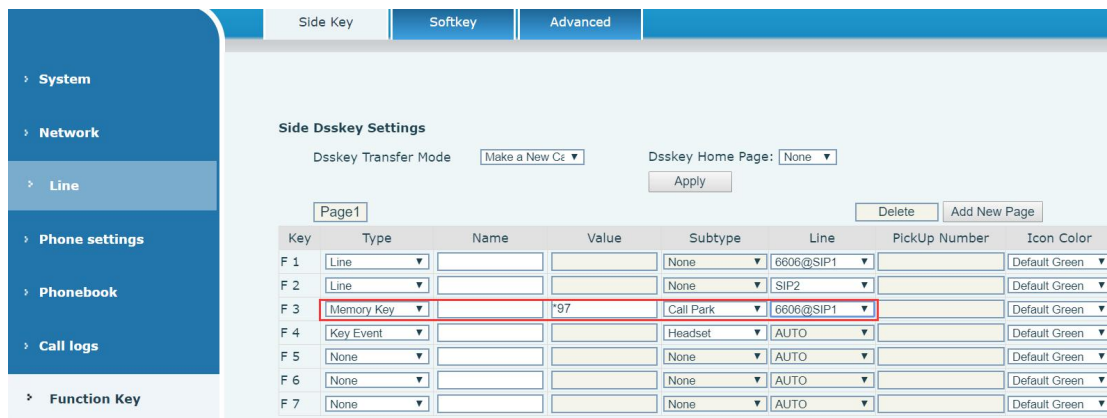 Side Key Softkey Advanced
System
Network
Line
Phone settings
Phonebook
Call logs
Function Key
Side Dsskey Settings
Dsskey Transfer Mode Make a New Ca Dsskey Home Page: None
Apply
Page1 Delete Add New Page
Key Type Name Value Subtype Line PickUp Number Icon Color
F 1 Line None 6606@SIP1 Default Green
F 2 Line None SIP2 Default Green
F 3 Memory Key *97 Call Park 6606@SIP1 Default Green
F 4 Key Event Headset AUTO Default Green
F 5 None None AUTO Default Green
F 6 None None AUTO Default Green
F 7 None None AUTO Default Green